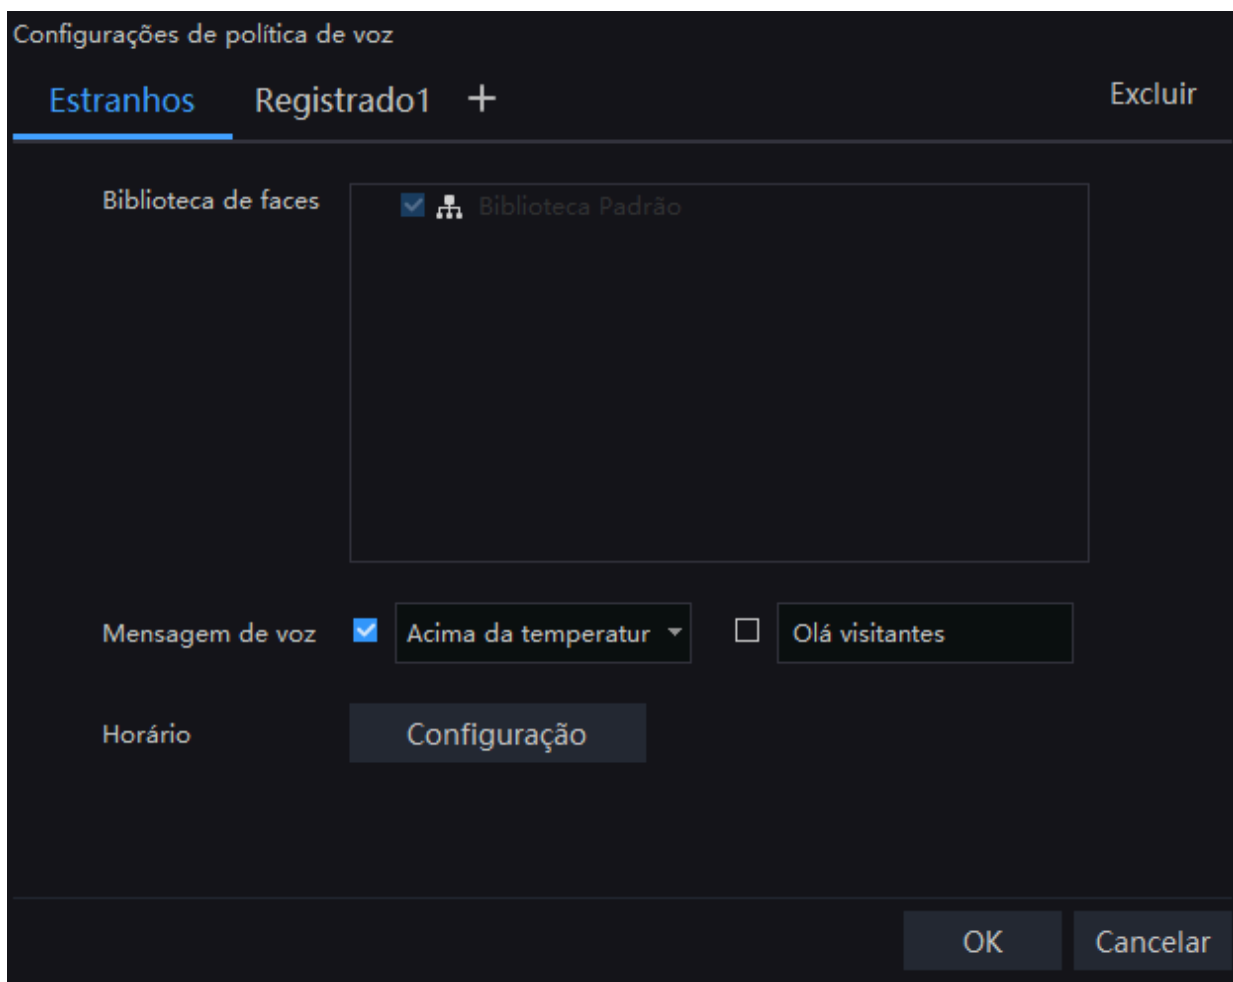 Configurações de política de voz
Estranhos Registrado1 + Excluir
Biblioteca de faces Biblioteca Padrão
Mensagem de voz Acima da temperatur Olá visitantes
Horário Configuração
OK Cancelar